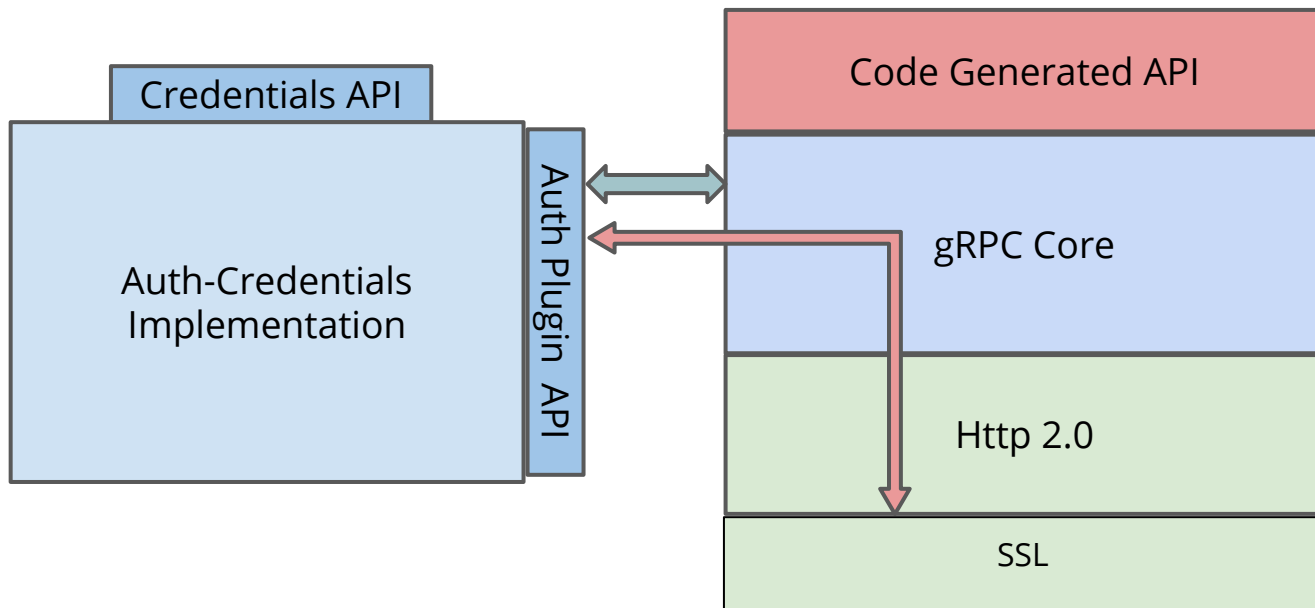 Credentials API
Auth-Credentials
Implementation
Auth Plugin API
Code Generated API
gRPC Core
Http 2.0
SSL